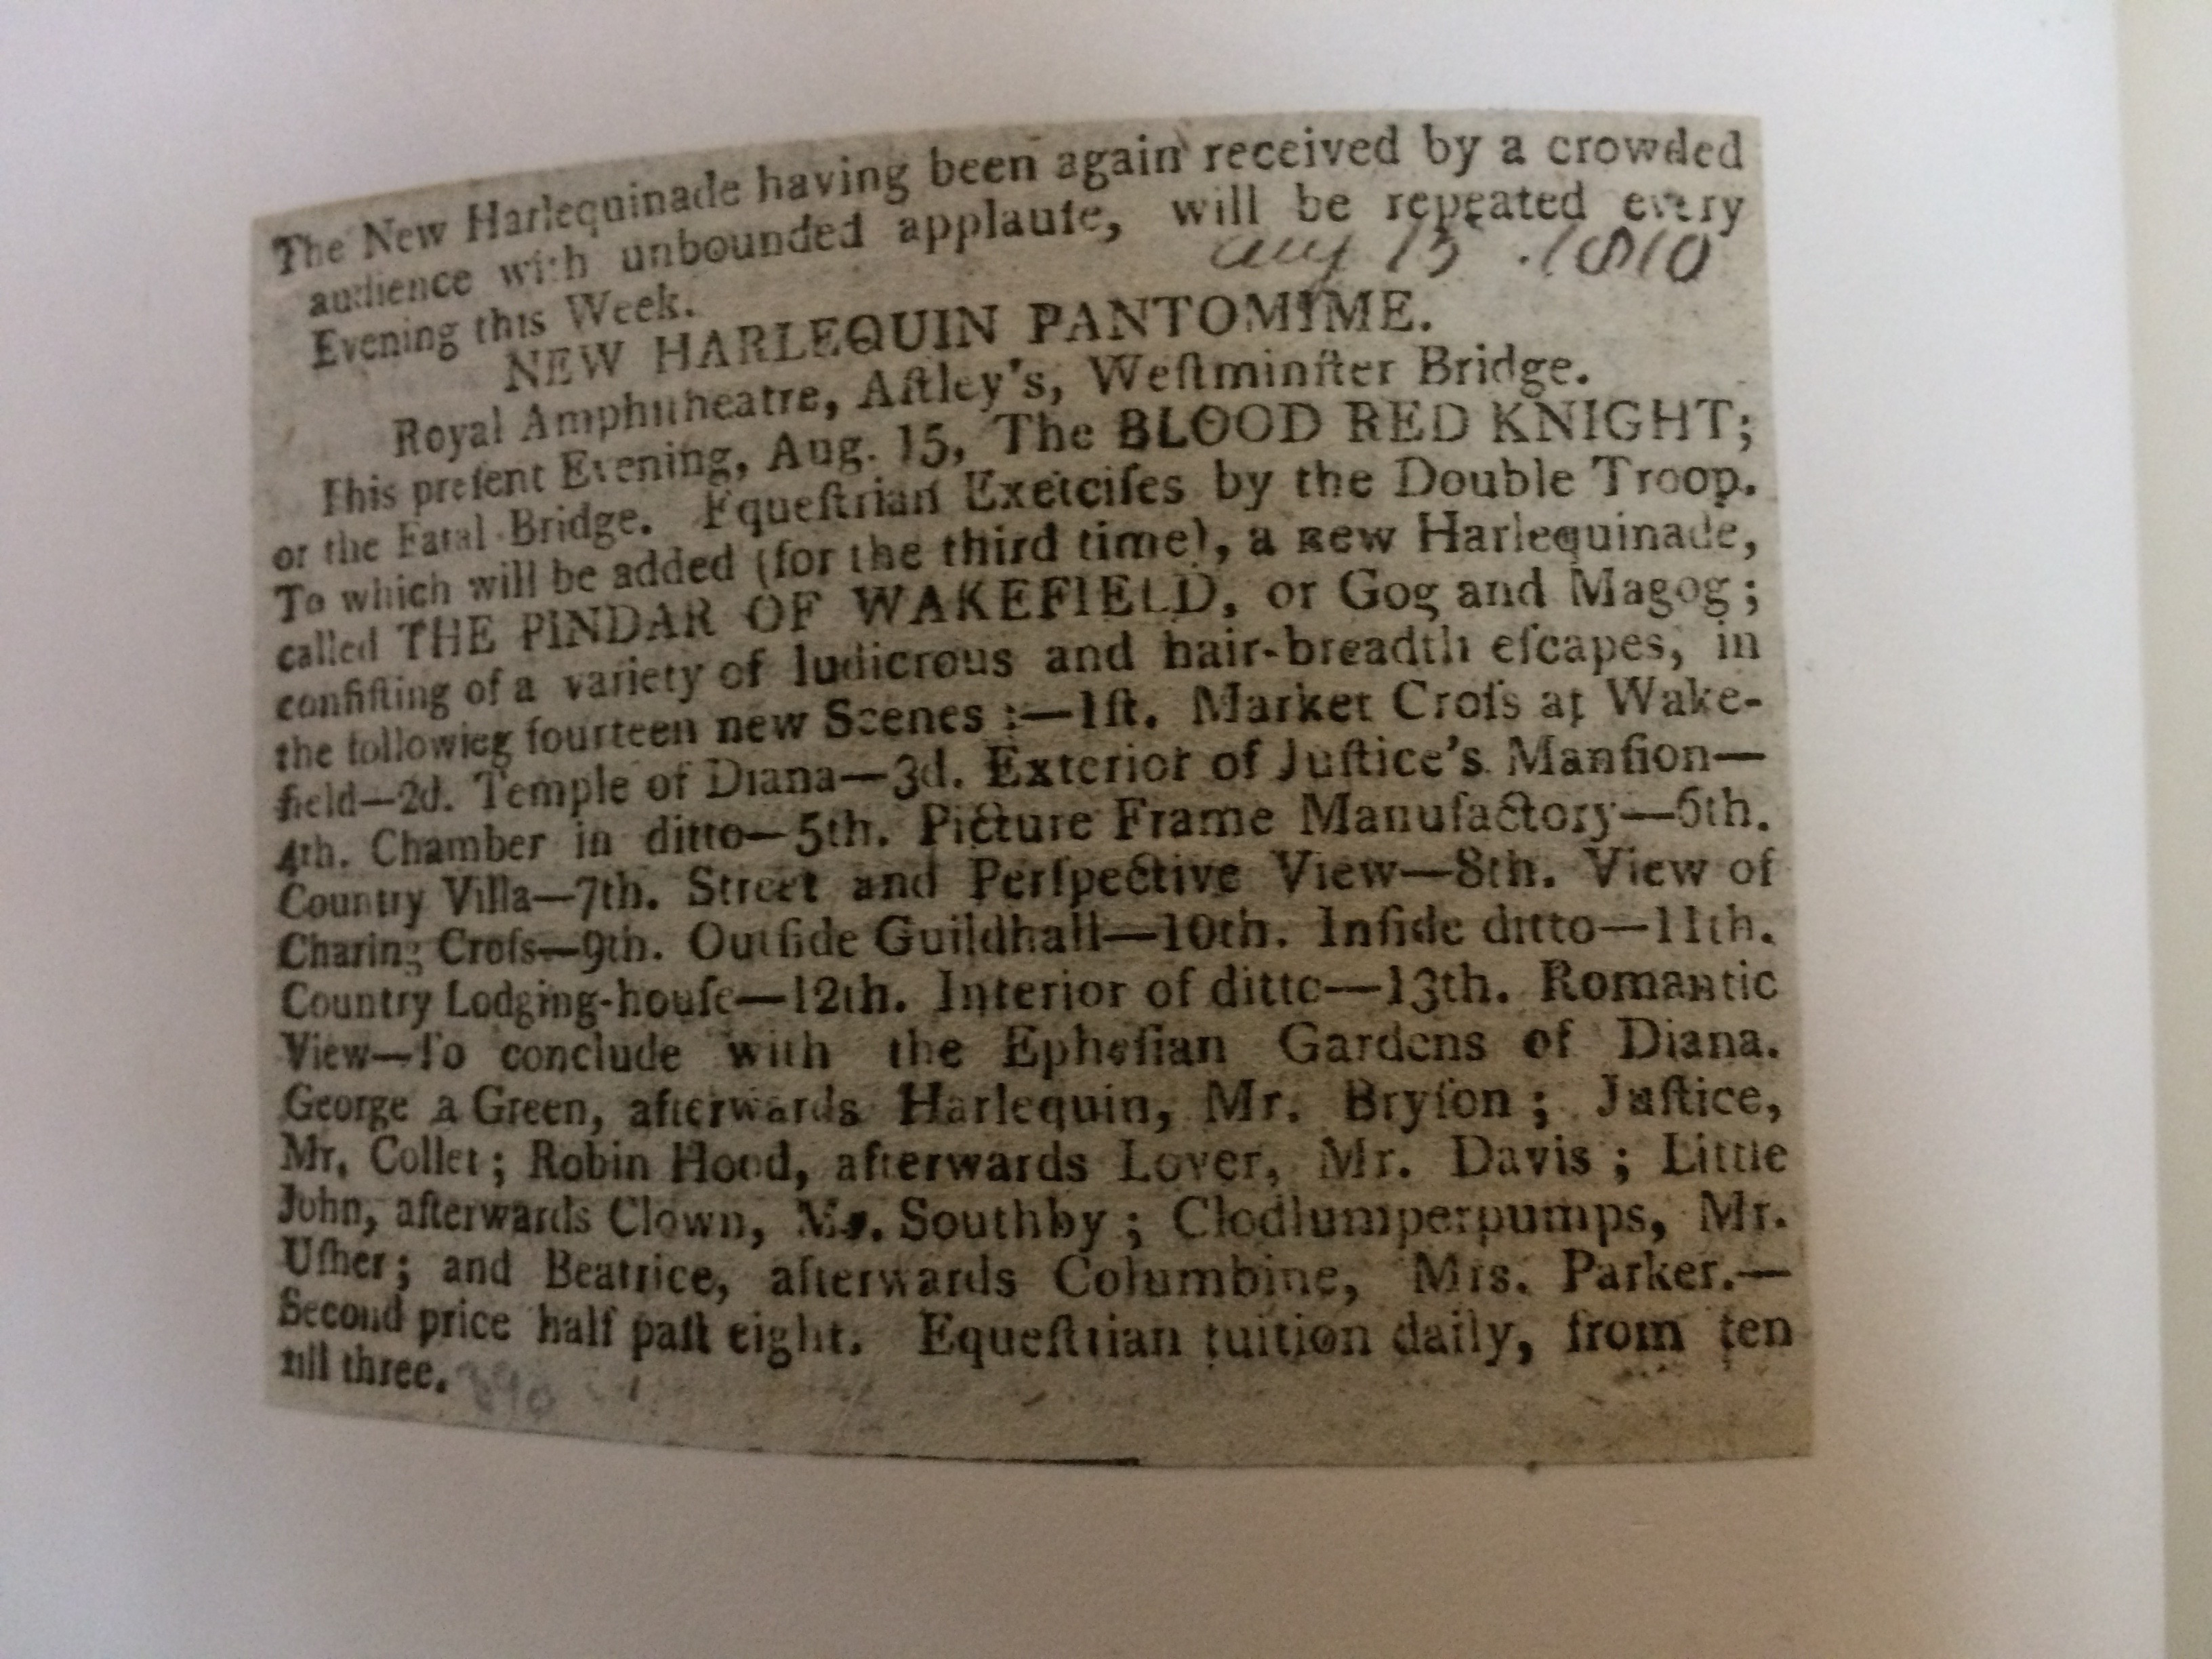 The New Harlequinade having been again received by a crowded
audience with unbounded applauſe, will be repeated every
Aug 15 . 1810
Evening this Week.
NEW HARLEQUIN PANTOMIME.
Royal Amphitheatre, Aſtley's, Weſtminſter Bridge.
This preſent Evening, Aug. 15, The BLOOD RED KNIGHT;
or the Fatal Bridge. Equeſtrian Exerciſes by the Double Troop.
To which will be added (for the third time), a new Harlequinade,
called THE PINDAR OF WAKEFIELD, or Gog and Magog;
conſiſting of a variety of ludicrous and hair-breadth eſcapes, in
the followieg fourteen new Scenes :—1ſt. Market Croſs at Wake-
field—2d. Temple of Diana—3d. Exterior of Juſtice's Manſion—
4th. Chamber in ditto—5th. Picture Frame Manufactory—6th.
Country Villa—7th. Street and Perſpective View—8th. View of
Charing Croſs—9th. Outſide Guildhall—10th. Inſide ditto—11th.
Country Lodging-houſe—12th. Interior of ditto—13th. Romantic
View—To conclude with the Epheſian Gardens of Diana.
George a Green, afterwards Harlequin, Mr. Bryſon; Juſtice,
Mr. Collet; Robin Hood, afterwards Lover, Mr. Davis; Little
John, afterwards Clown, Mr. Southby; Clodlumperpumps, Mr.
Uſher; and Beatrice, afterwards Columbine, Mrs. Parker.—
Second price half paſt eight. Equeſtrian tuition daily, from ten
till three.